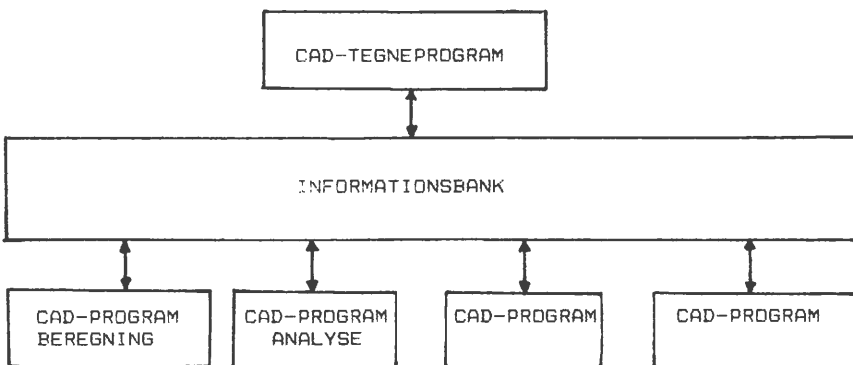 CAD-TEGNEPROGRAM
INFORMATIONSBANK
CAD-PROGRAM
BEREGNING
CAD-PROGRAM
ANALYSE
CAD-PROGRAM
CAD-PROGRAM